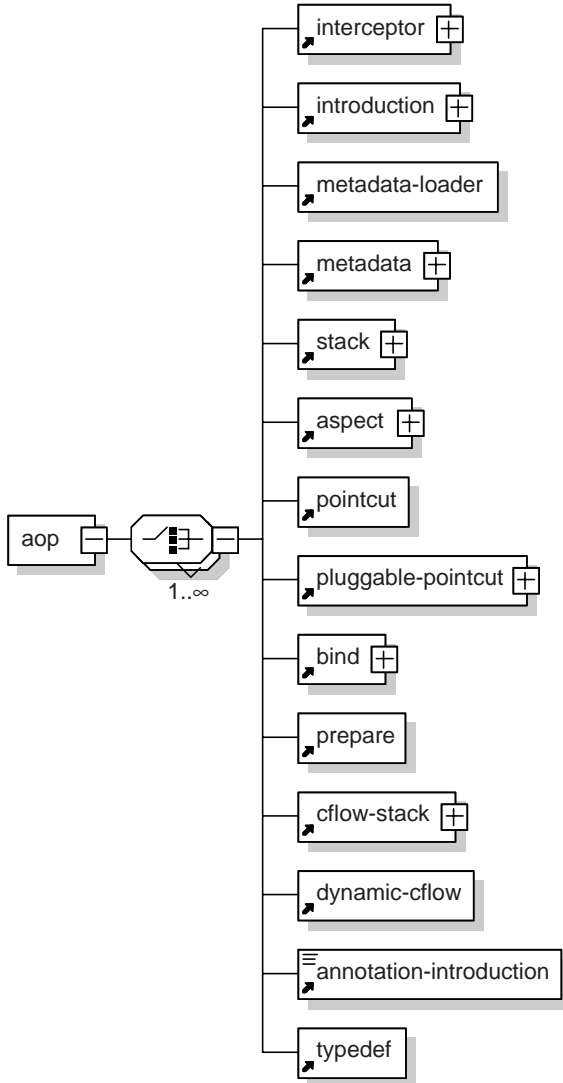 interceptor
introduction
metadata-loader
metadata
stack
aspect
pointcut
aop
1..∞
pluggable-pointcut
bind
prepare
cflow-stack
dynamic-cflow
annotation-introduction
typedef